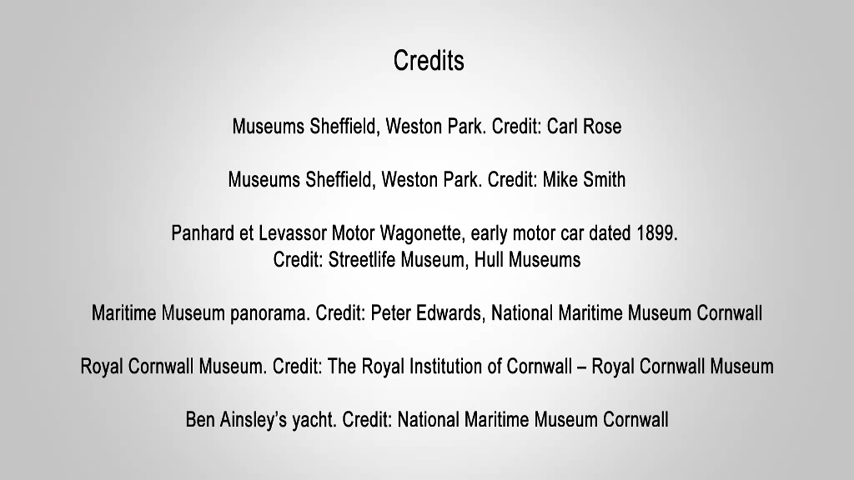 Credits
Museums Sheffield, Weston Park. Credit: Carl Rose
Museums Sheffield, Weston Park. Credit: Mike Smith
Panhard et Levassor Motor Wagonette, early motor car dated 1899.
Credit: Streetlife Museum, Hull Museums
Maritime Museum panorama. Credit: Peter Edwards, National Maritime Museum Cornwall
Royal Cornwall Museum. Credit: The Royal Institution of Cornwall – Royal Cornwall Museum
Ben Ainsley’s yacht. Credit: National Maritime Museum Cornwall